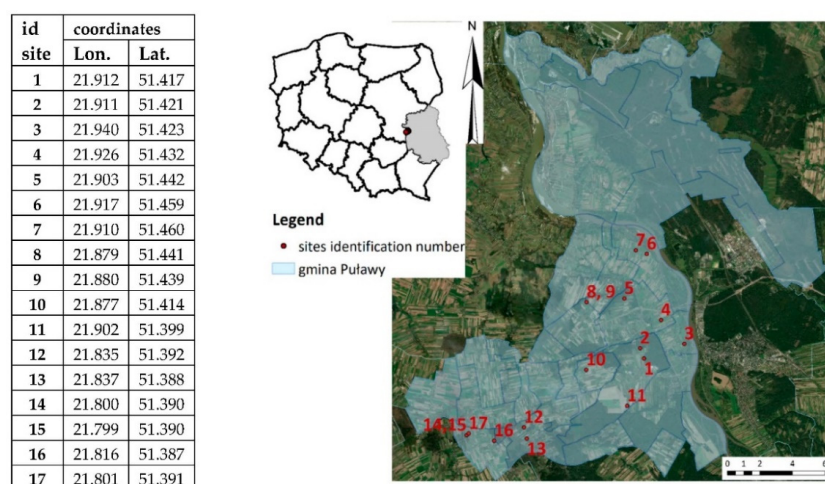 id site coordinates
Lon. Lat.
1 21.912 51.417
2 21.911 51.421
3 21.940 51.423
4 21.926 51.432
5 21.903 51.442
6 21.917 51.459
7 21.910 51.460
8 21.879 51.441
9 21.880 51.439
10 21.877 51.414
11 21.902 51.399
12 21.835 51.392
13 21.837 51.388
14 21.800 51.390
15 21.799 51.390
16 21.816 51.387
17 21.801 51.391
N
Legend
sites identification number
gmina Puławy
7 6
8, 9 5
4
2 3
1
10
11
12
14,15 17 16
13
0 1 2 4 6